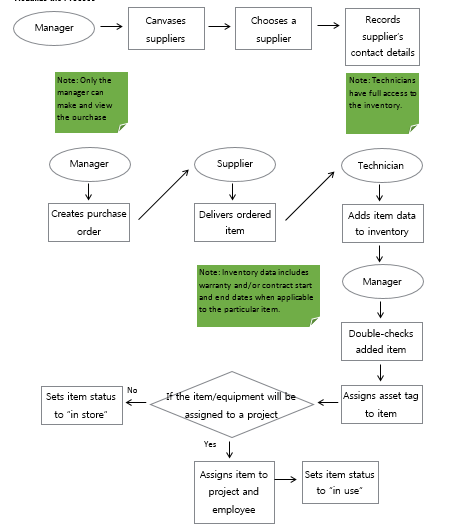 Manager
Canvases
suppliers
Chooses a
supplier
Records
supplier's
contact details
Note: Only the
manager can
make and view
the purchase
Note: Technicians
have full access to
the inventory.
Manager
Supplier
Technician
Creates purchase
order
Delivers ordered
item
Adds item data
to inventory
Note: Inventory data includes
warranty and/or contract start
and end dates when applicable
to the particular item.
Manager
Double-checks
added item
Assigns asset tag
to item
If the item/equipment will be
assigned to a project
No
Sets item status
to "in store"
Yes
Assigns item to
project and
employee
Sets item status
to "in use"